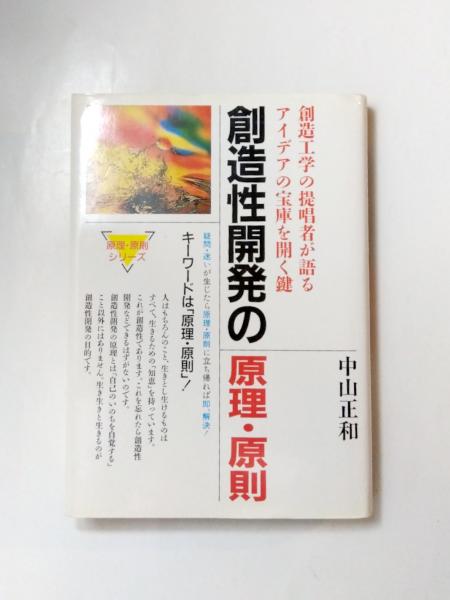 創造工学の提唱者が語る
アイデアの宝庫を開く鍵
創造性開発の
原理・原則
中山正和
疑問・迷いが生じたら原理・原則に立ち帰れば即、解決!
キーワードは「原理・原則」!
原理・原則
シリーズ
人はもちろんのこと、生きとし生けるものは
すべて、生きるための「知恵」を持っています。
これが創造性であります。これを忘れたら創造性
開発などできるはずがないのです。
創造性開発の原理とは「自己のいのちを自覚する」
こと以外にはありません。生き生きと生きるのが
創造性開発の目的です。